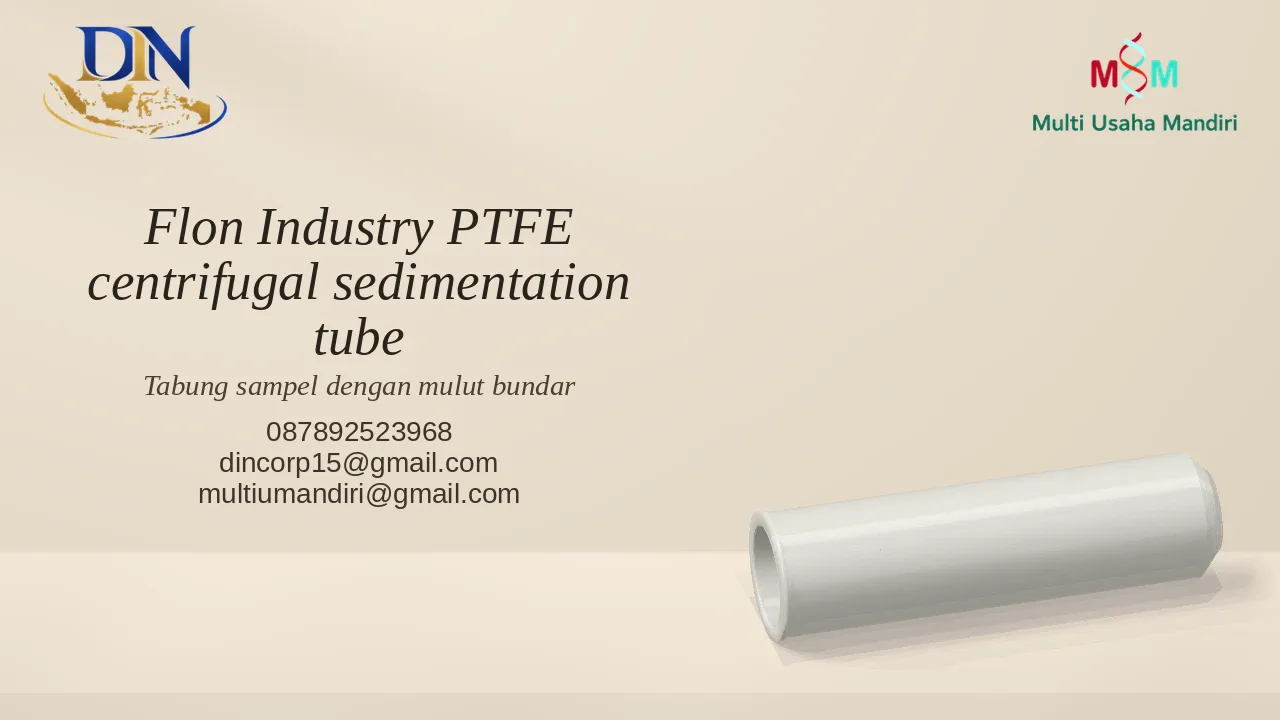 DIN
MSM
Multi Usaha Mandiri
Flon Industry PTFE
centrifugal sedimentation
tube
Tabung sampel dengan mulut bundar
087892523968
dincorp15@gmail.com
multiumandiri@gmail.com